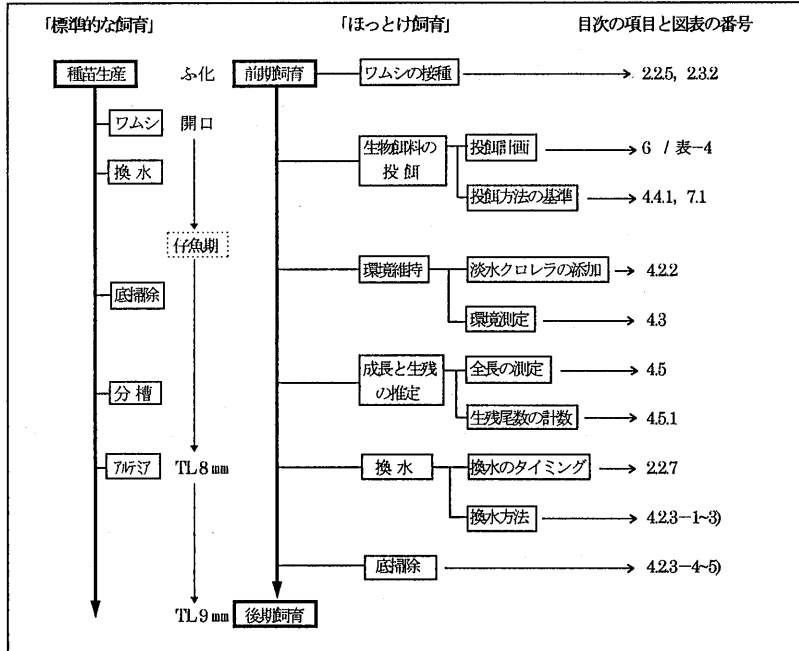 「標準的な飼育」 「ほっとけ飼育」 目次の項目と図表の番号
種苗生産 ふ化 前期飼育 ワムシの接種 2.2.5, 2.3.2
ワムシ 開口
生物餌料の
投餌
投餌計画 6 / 表-4
換水
投餌方法の基準 4.4.1, 7.1
仔魚期
環境維持 淡水クロレラの添加 4.2.2
底掃除
環境測定 4.3
成長と生残
の推定
全長の測定 4.5
分槽
生残尾数の計数 4.5.1
アルテミア TL8mm 換水 換水のタイミング 2.2.7
換水方法 4.2.3-1~3)
底掃除 4.2.3-4~5)
TL9mm 後期飼育